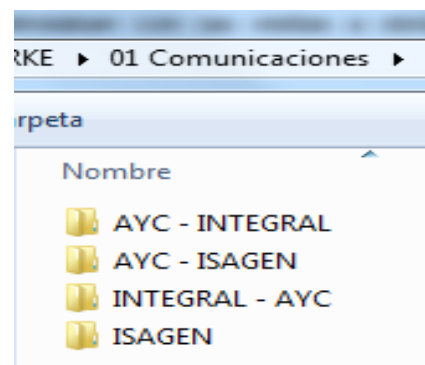 RKE ▸ 01 Comunicaciones ▸
rpeta
Nombre
AYC - INTEGRAL
AYC - ISAGEN
INTEGRAL - AYC
ISAGEN